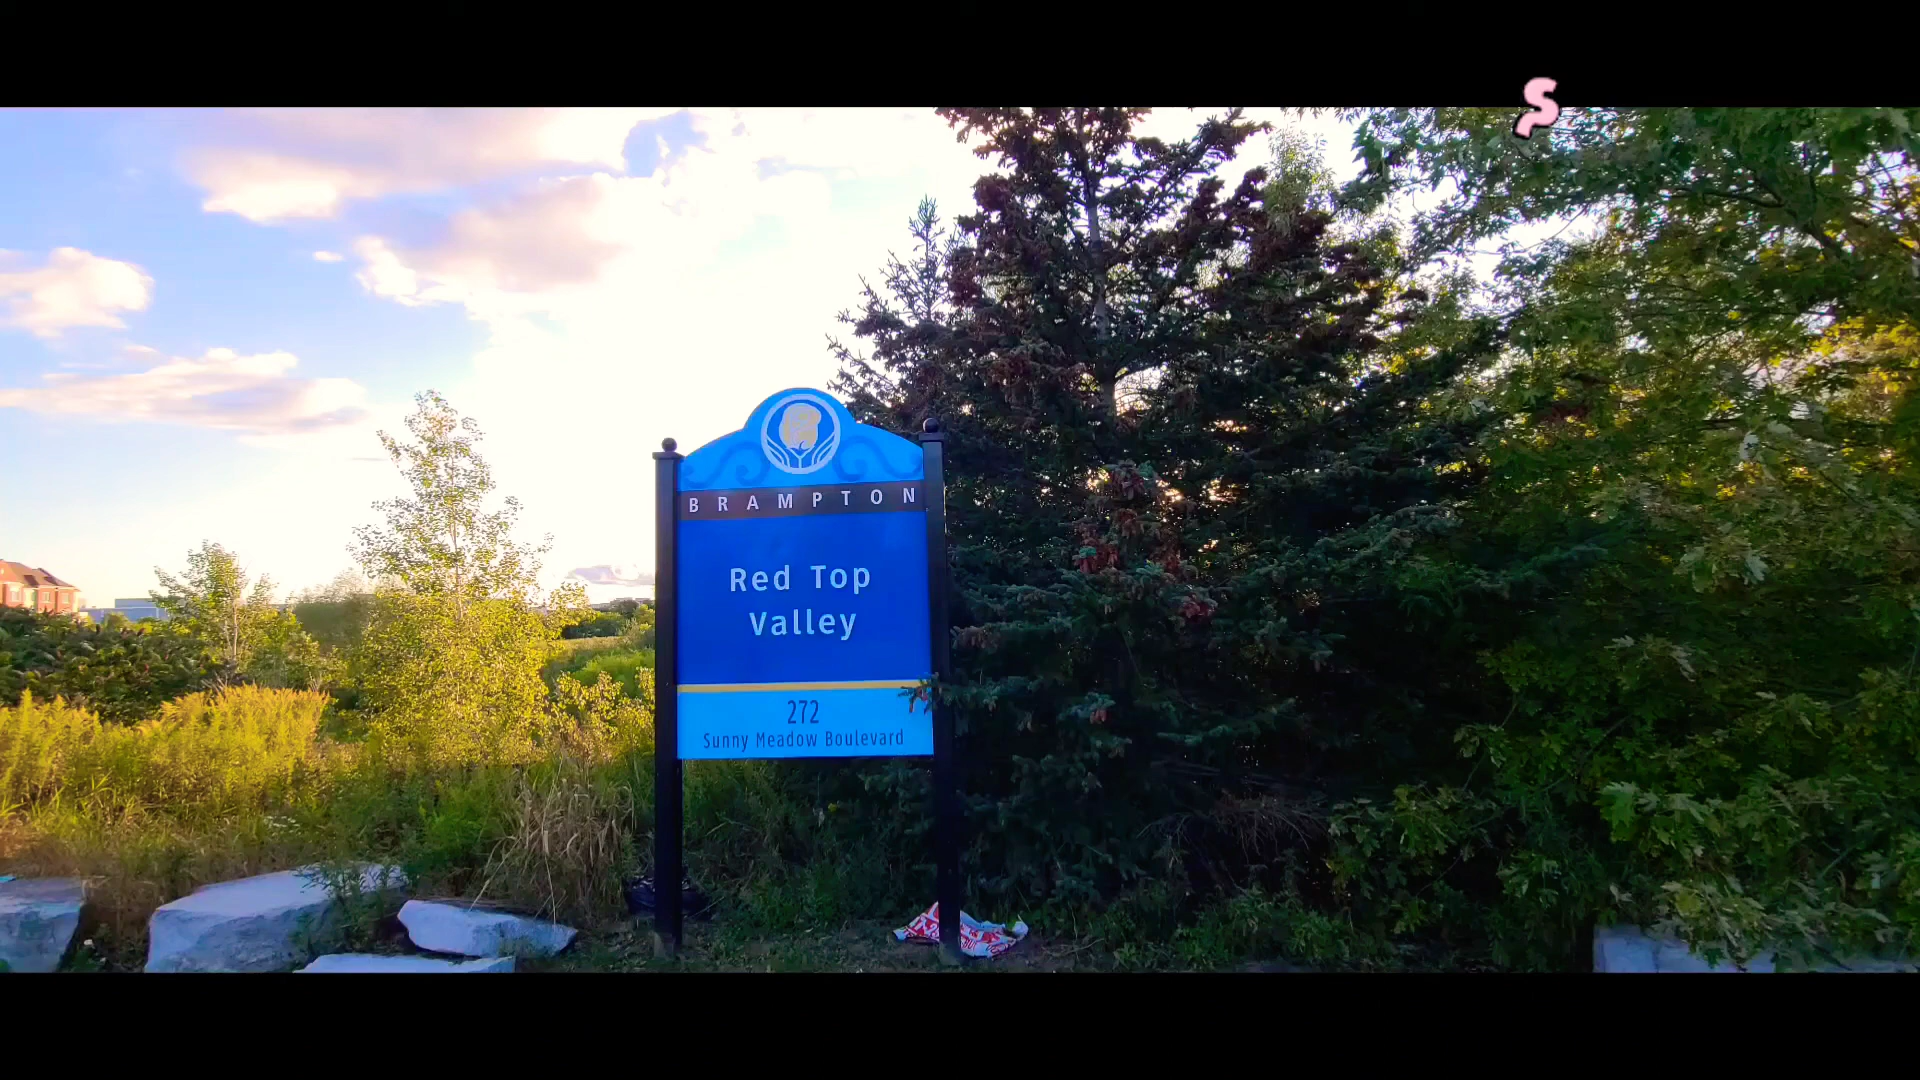 S
BRAMPTON
Red Top
Valley
272
Sunny Meadow Boulevard